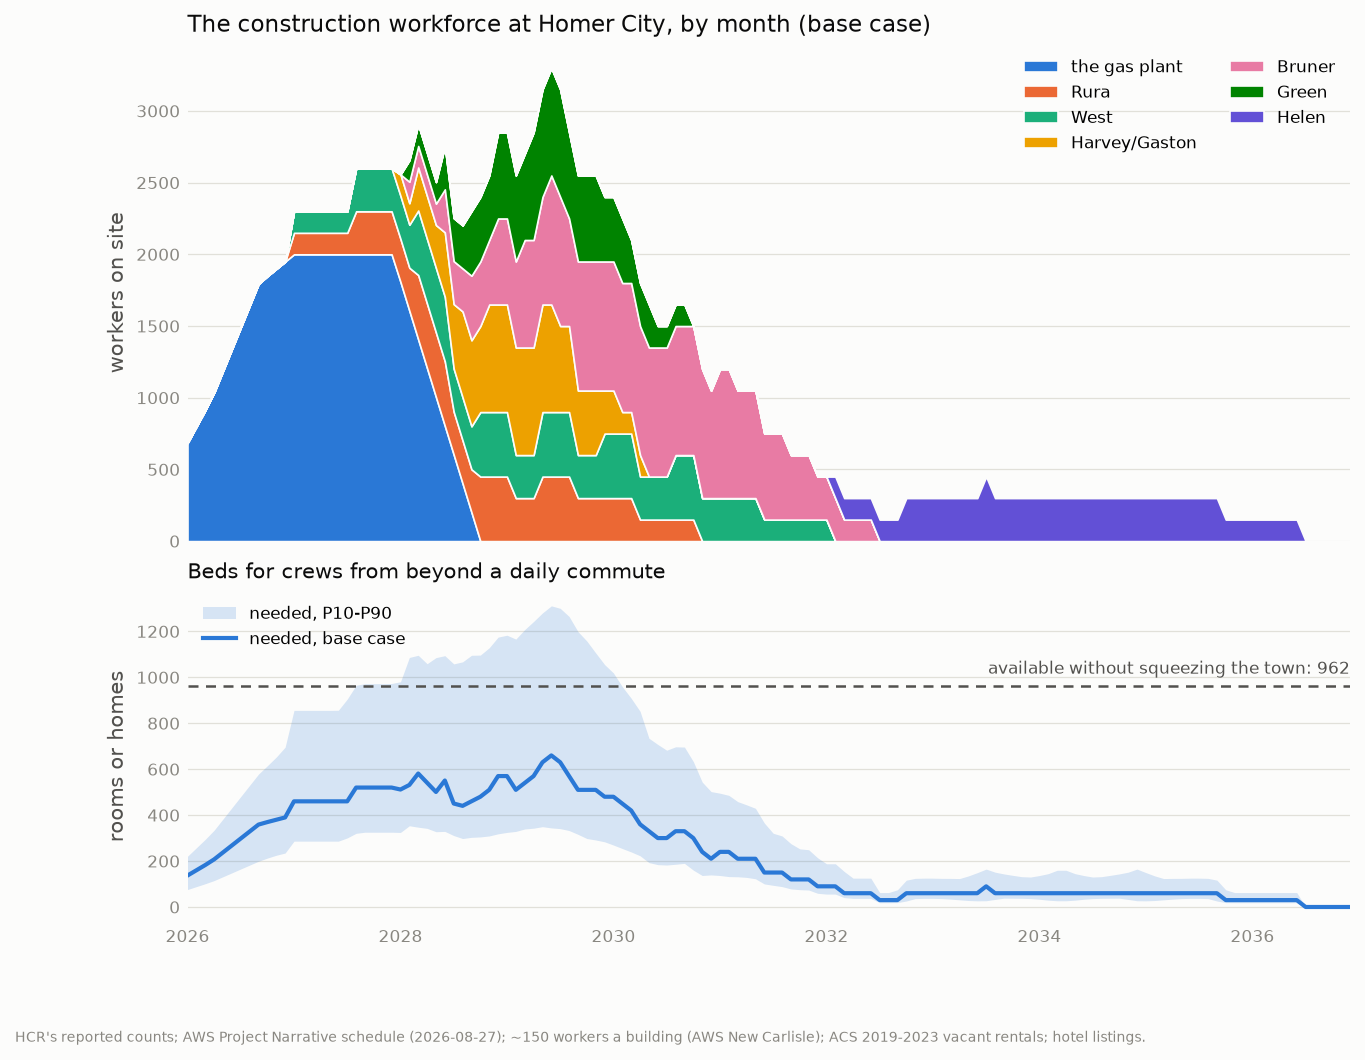 The construction workforce at Homer City, by month (base case)
the gas plant
Rura
West
Harvey/Gaston
Bruner
Green
Helen
workers on site
3000
2500
2000
1500
1000
500
0
Beds for crews from beyond a daily commute
needed, P10-P90
needed, base case
available without squeezing the town: 962
rooms or homes
1200
1000
800
600
400
200
0
2026 2028 2030 2032 2034 2036
HCR's reported counts; AWS Project Narrative schedule (2026-08-27); ~150 workers a building (AWS New Carlisle); ACS 2019-2023 vacant rentals; hotel listings.